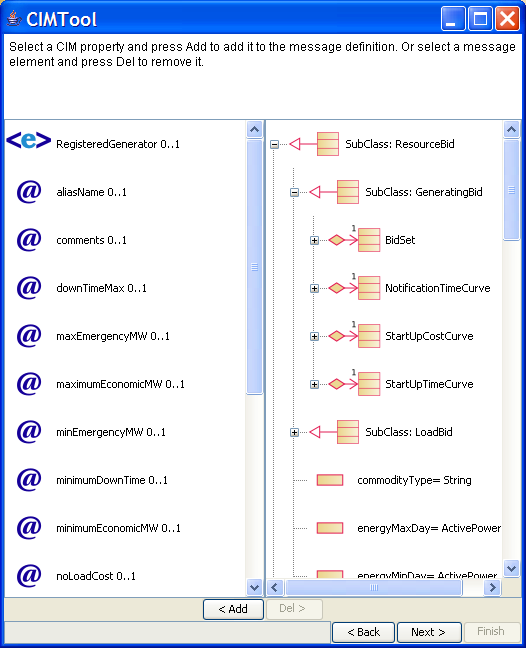 CIMTool
Select a CIM property and press Add to add it to the message definition. Or select a message
element and press Del to remove it.
<e> RegisteredGenerator 0..1
@ aliasName 0..1
@ comments 0..1
@ downTimeMax 0..1
@ maxEmergencyMW 0..1
@ maximumEconomicMW 0..1
@ minEmergencyMW 0..1
@ minimumDownTime 0..1
@ minimumEconomicMW 0..1
@ noLoadCost 0..1
SubClass: ResourceBid
SubClass: GeneratingBid
1 BidSet
1 NotificationTimeCurve
1 StartUpCostCurve
1 StartUpTimeCurve
SubClass: LoadBid
commodityType= String
energyMaxDay= ActivePower
energyMinDay= ActivePower
< Add Del >
< Back Next > Finish